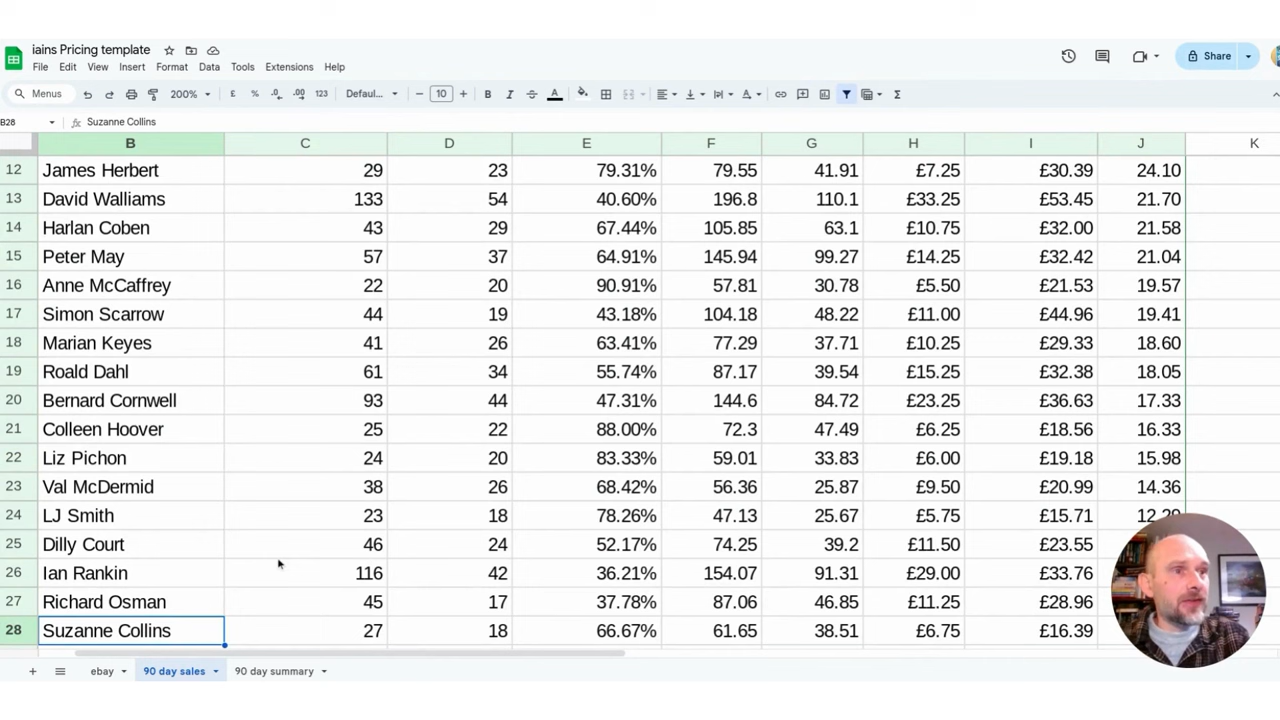 iains Pricing template
File Edit View Insert Format Data Tools Extensions Help
Share
Menus 200% £ % .0 .00 123 Defaul... 10 B I S A Σ
B28 fx Suzanne Collins
B C D E F G H I J K
12 James Herbert 29 23 79.31% 79.55 41.91 £7.25 £30.39 24.10
13 David Walliams 133 54 40.60% 196.8 110.1 £33.25 £53.45 21.70
14 Harlan Coben 43 29 67.44% 105.85 63.1 £10.75 £32.00 21.58
15 Peter May 57 37 64.91% 145.94 99.27 £14.25 £32.42 21.04
16 Anne McCaffrey 22 20 90.91% 57.81 30.78 £5.50 £21.53 19.57
17 Simon Scarrow 44 19 43.18% 104.18 48.22 £11.00 £44.96 19.41
18 Marian Keyes 41 26 63.41% 77.29 37.71 £10.25 £29.33 18.60
19 Roald Dahl 61 34 55.74% 87.17 39.54 £15.25 £32.38 18.05
20 Bernard Cornwell 93 44 47.31% 144.6 84.72 £23.25 £36.63 17.33
21 Colleen Hoover 25 22 88.00% 72.3 47.49 £6.25 £18.56 16.33
22 Liz Pichon 24 20 83.33% 59.01 33.83 £6.00 £19.18 15.98
23 Val McDermid 38 26 68.42% 56.36 25.87 £9.50 £20.99 14.36
24 LJ Smith 23 18 78.26% 47.13 25.67 £5.75 £15.71
25 Dilly Court 46 24 52.17% 74.25 39.2 £11.50 £23.55
26 Ian Rankin 116 42 36.21% 154.07 91.31 £29.00 £33.76
27 Richard Osman 45 17 37.78% 87.06 46.85 £11.25 £28.96
28 Suzanne Collins 27 18 66.67% 61.65 38.51 £6.75 £16.39
ebay 90 day sales 90 day summary